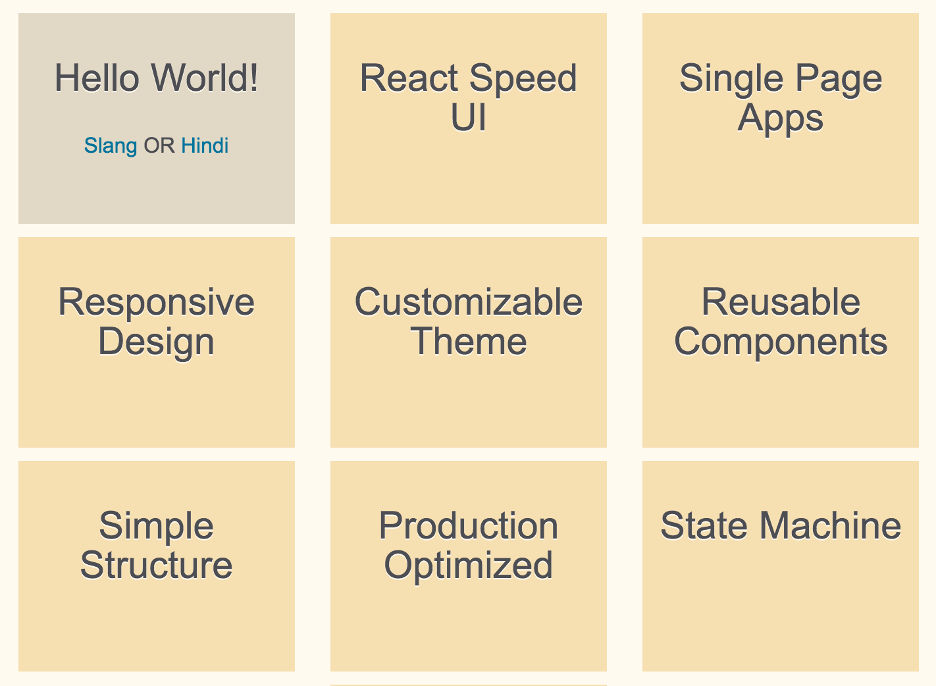 Hello World!
Slang OR Hindi
React Speed
UI
Single Page
Apps
Responsive
Design
Customizable
Theme
Reusable
Components
Simple
Structure
Production
Optimized
State Machine